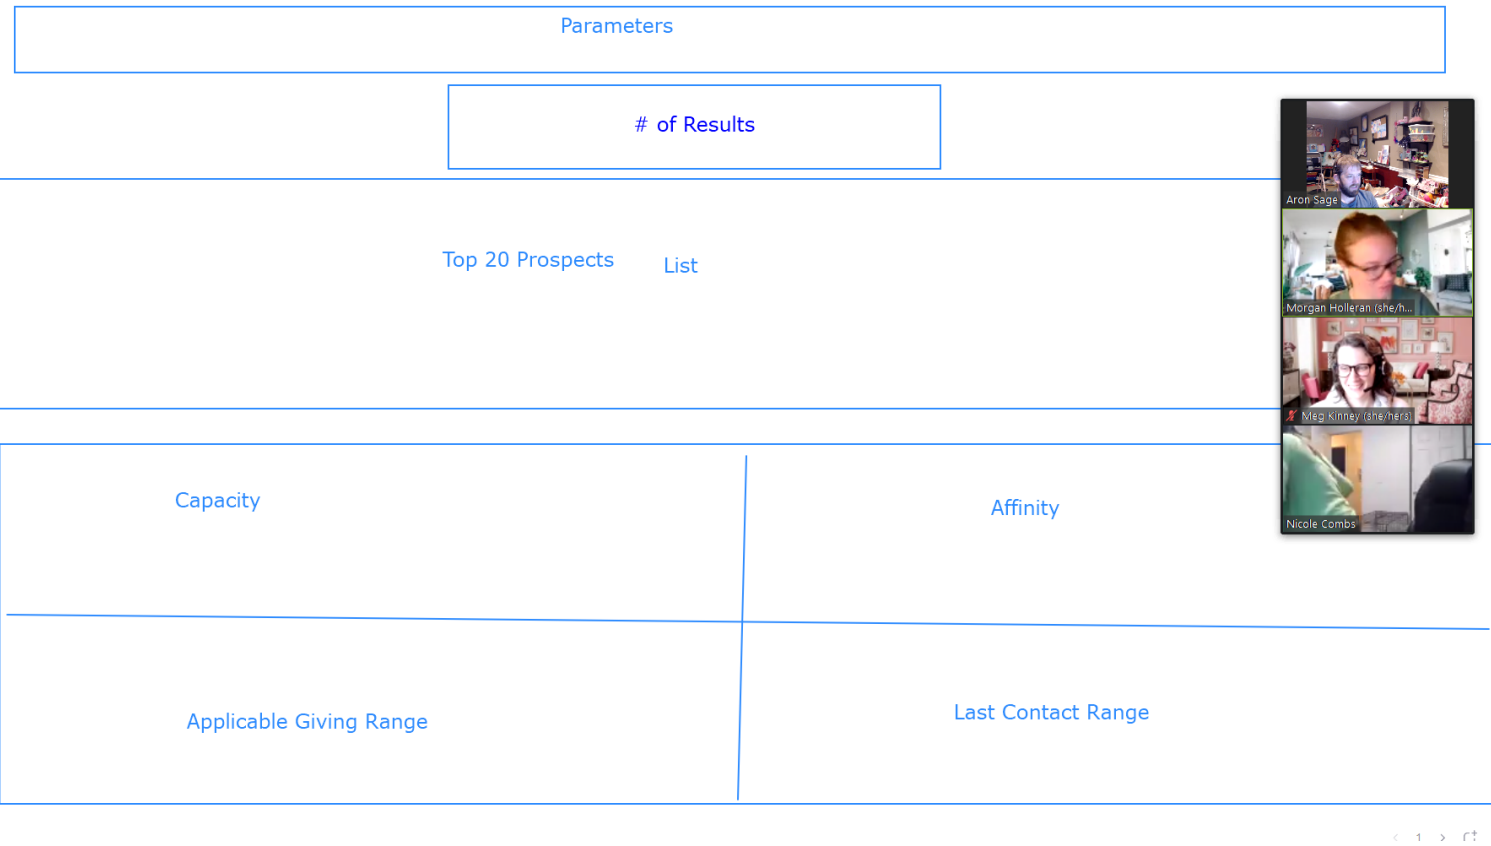 Parameters
# of Results
Aron Sage
Top 20 Prospects List
Morgan Holleran (she/h...
Meg Kinney (she/hers)
Capacity
Affinity
Nicole Combs
Applicable Giving Range
Last Contact Range
< 1 >